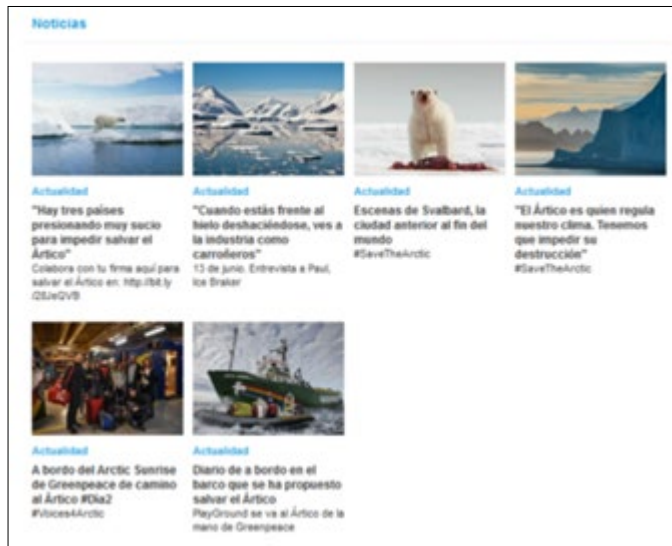 Noticias
Actualidad
"Hay tres países
presionando muy sucio
para impedir salvar el
Ártico"
Colabora con tu firma aquí para
salvar el Ártico en: http://bit.ly
Actualidad
"Cuando estás frente al
hielo deshaciéndose, ves a
la industria como
carroñeros"
13 de junio. Entrevista a Paul,
Ice Braker
Actualidad
Escenas de Svalbard, la
ciudad anterior al fin del
mundo
#SaveTheArctic
Actualidad
"El Ártico es quien regula
nuestro clima. Tenemos
que impedir su
destrucción"
#SaveTheArctic
Actualidad
A bordo del Arctic Sunrise
de Greenpeace de camino
al Ártico #Día2
#Voices4Arctic
Actualidad
Diario de a bordo en el
barco que se ha propuesto
salvar el Ártico
PlayGround se va al Ártico de la
mano de Greenpeace